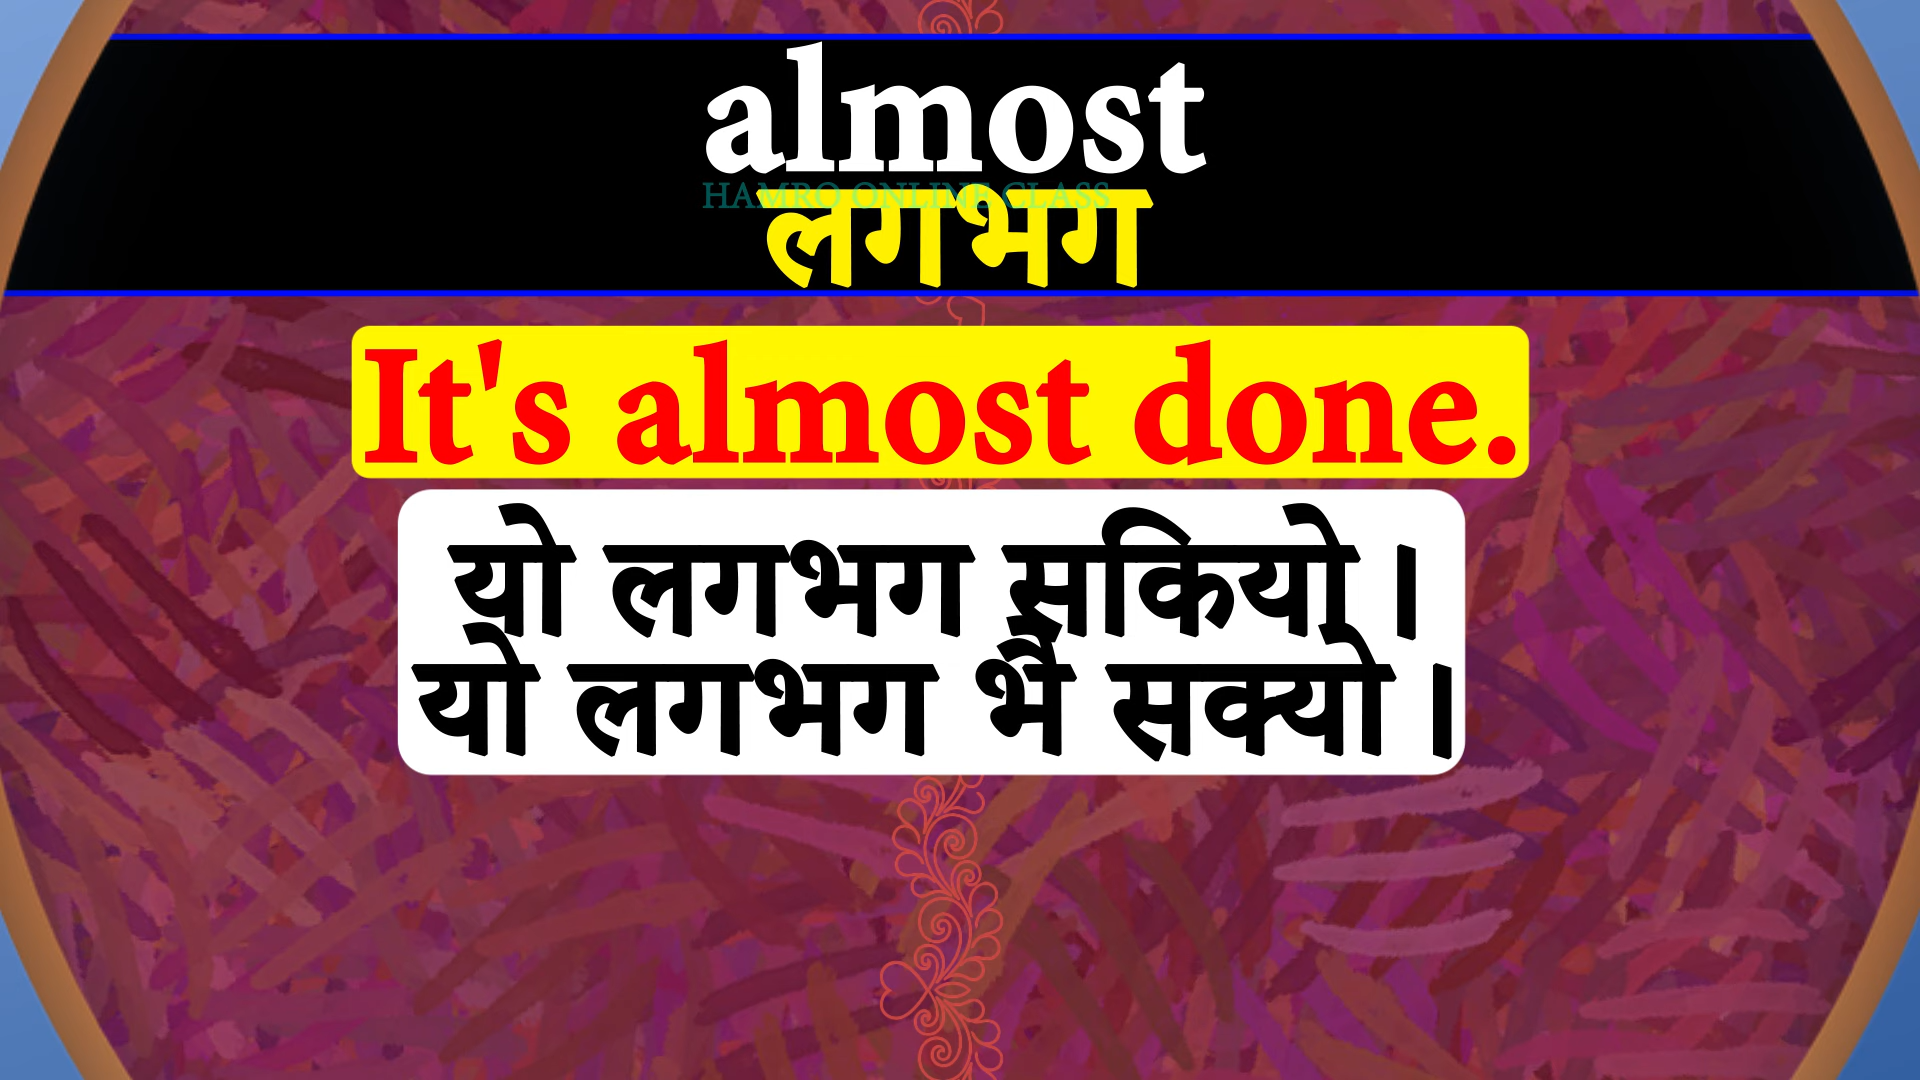 almost
HAMRO ONLINE CLASS
लगभग
It's almost done.
यो लगभग सकियो ।
यो लगभग भै सक्यो ।